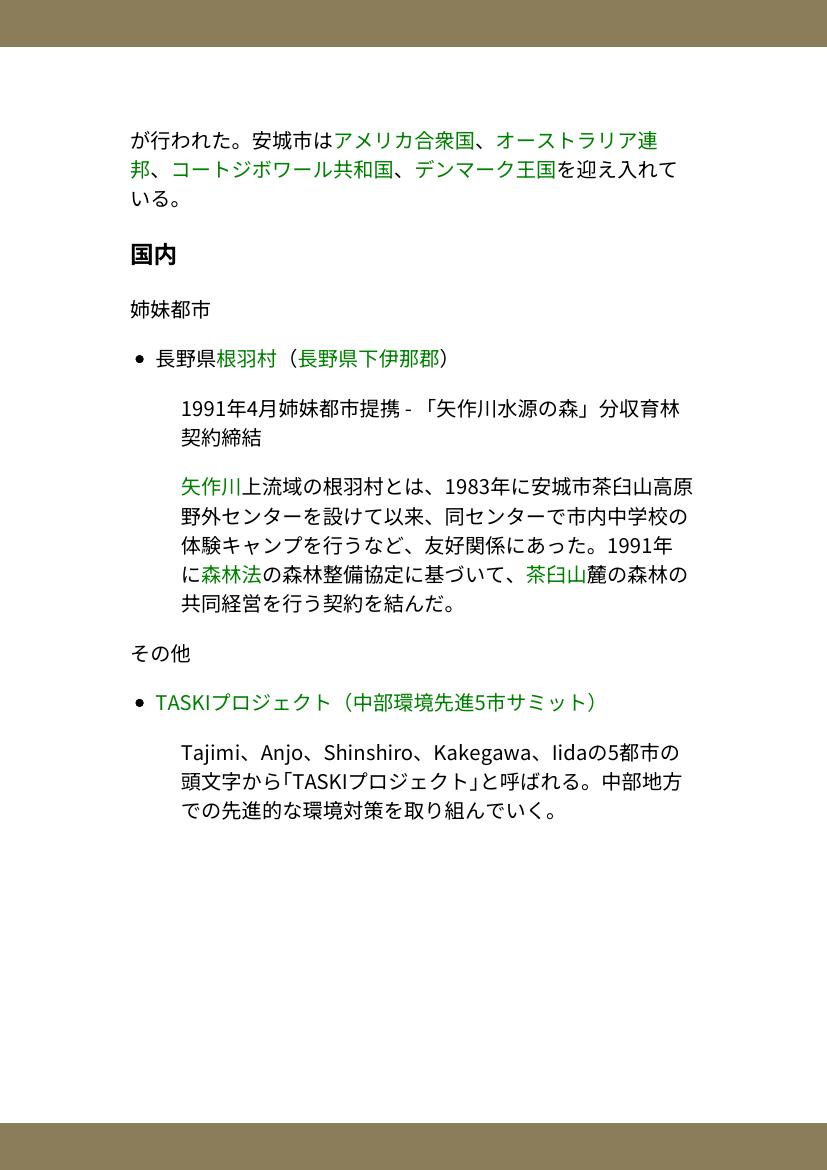 が行われた。安城市はアメリカ合衆国、オーストラリア連
邦、コートジボワール共和国、デンマーク王国を迎え入れて
いる。
国内
姉妹都市
• 長野県根羽村（長野県下伊那郡）
1991年4月姉妹都市提携 - 「矢作川水源の森」分収育林
契約締結
矢作川上流域の根羽村とは、1983年に安城市茶臼山高原
野外センターを設けて以来、同センターで市内中学校の
体験キャンプを行うなど、友好関係にあった。1991年
に森林法の森林整備協定に基づいて、茶臼山麓の森林の
共同経営を行う契約を結んだ。
その他
• TASKIプロジェクト（中部環境先進5市サミット）
Tajimi、Anjo、Shinshiro、Kakegawa、Iidaの5都市の
頭文字から｢TASKIプロジェクト｣と呼ばれる。中部地方
での先進的な環境対策を取り組んでいく。